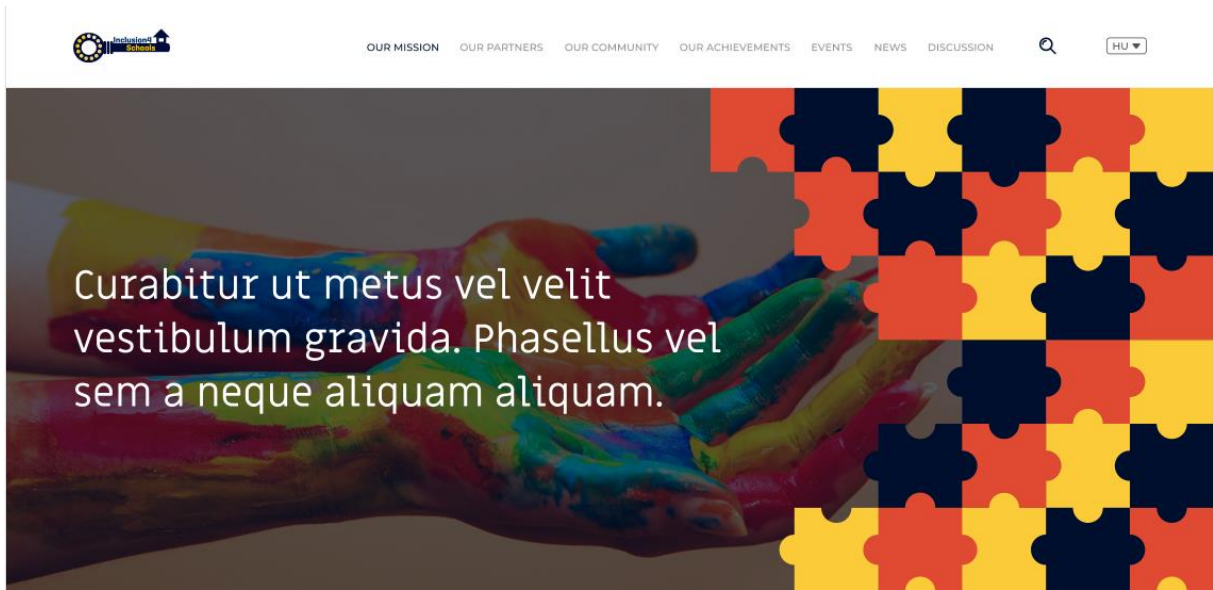 Inclusion4
Schools
OUR MISSION OUR PARTNERS OUR COMMUNITY OUR ACHIEVEMENTS EVENTS NEWS DISCUSSION HU
Curabitur ut metus vel velit
vestibulum gravida. Phasellus vel
sem a neque aliquam aliquam.